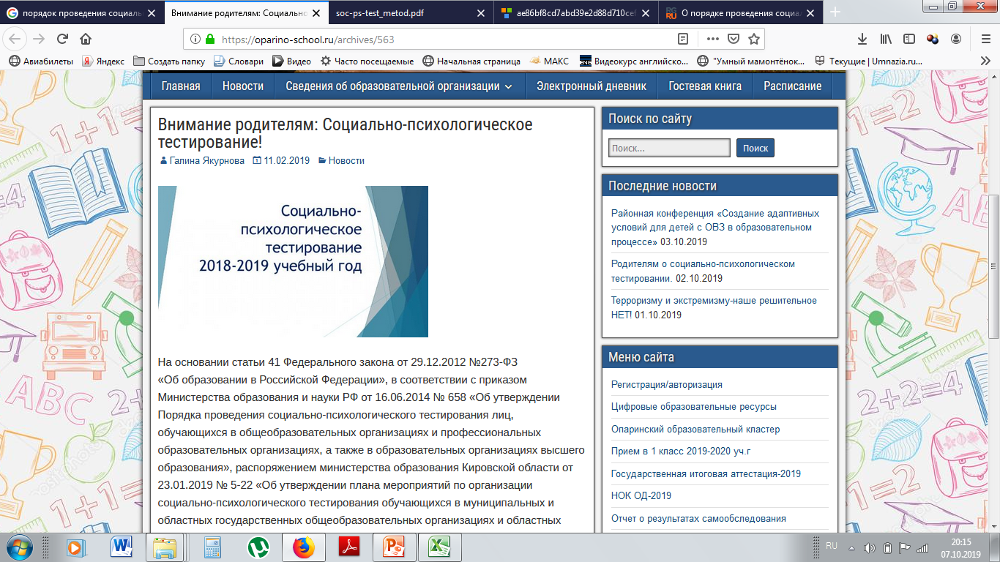 порядок проведения социаль
Внимание родителям: Социально
soc-ps-test_metod.pdf
ae86bf8cd7abd39e2d88d710cef
О порядке проведения социа
https://oparino-school.ru/archives/563
Авиабилеты
Яндекс
Создать папку
Словари
Видео
Часто посещаемые
Начальная страница
МАКС
Видеокурс английско...
"Умный мамонтёнок...
Текущие | Umnazia.ru...
Главная
Новости
Сведения об образовательной организации
Электронный дневник
Гостевая книга
Расписание
Внимание родителям: Социально-психологическое
тестирование!
Галина Якурнова 11.02.2019 Новости
Социально-
психологическое
тестирование
2018-2019 учебный год
На основании статьи 41 Федерального закона от 29.12.2012 №273-ФЗ
«Об образовании в Российской Федерации», в соответствии с приказом
Министерства образования и науки РФ от 16.06.2014 № 658 «Об утверждении
Порядка проведения социально-психологического тестирования лиц,
обучающихся в общеобразовательных организациях и профессиональных
образовательных организациях, а также в образовательных организациях высшего
образования», распоряжением министерства образования Кировской области от
23.01.2019 № 5-22 «Об утверждении плана мероприятий по организации
социально-психологического тестирования обучающихся в муниципальных и
областных государственных общеобразовательных организациях и областных
Поиск по сайту
Поиск...
Поиск
Последние новости
Районная конференция «Создание адаптивных
условий для детей с ОВЗ в образовательном
процессе» 03.10.2019
Родителям о социально-психологическом
тестировании. 02.10.2019
Терроризму и экстремизму-наше решительное
НЕТ! 01.10.2019
Меню сайта
Регистрация/авторизация
Цифровые образовательные ресурсы
Опаринский образовательный кластер
Прием в 1 класс 2019-2020 уч.г
Государственная итоговая аттестация-2019
НОК ОД-2019
Отчет о результатах самообследования
RU
20:15
07.10.2019